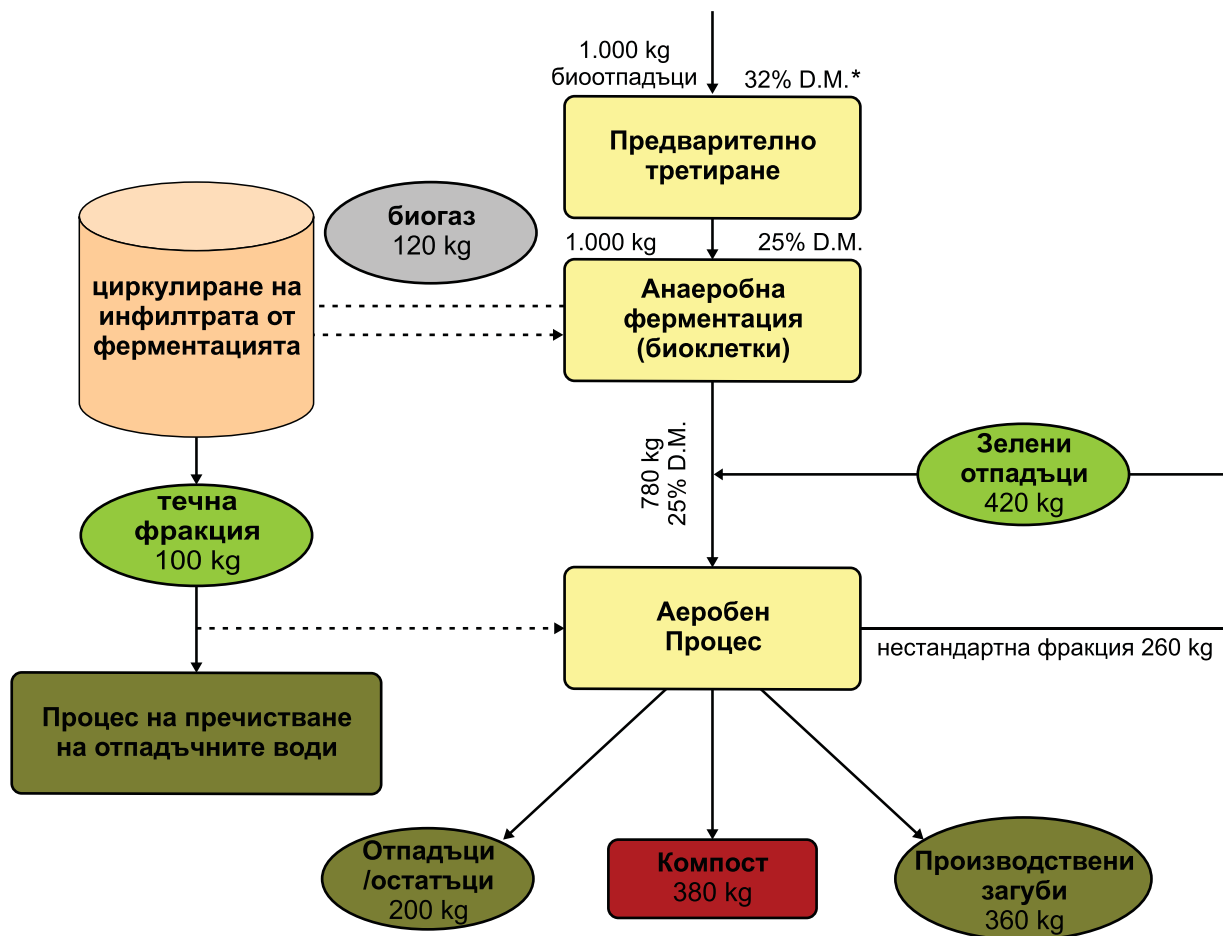 1.000 kg
биоотпадъци
32% D.M.*
Предварително
третиране
биогаз
120 kg
1.000 kg
25% D.M.
циркулиране на
инфилтрата от
ферментацията
Анаеробна
ферментация
(биоклетки)
780 kg
25% D.M.
Зелени
отпадъци
420 kg
течна
фракция
100 kg
Аеробен
Процес
нестандартна фракция 260 kg
Процес на пречистване
на отпадъчните води
Отпадъци
/остатъци
200 kg
Компост
380 kg
Производствени
загуби
360 kg